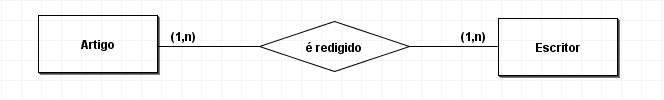 Artigo
(1,n)
é redigido
(1,n)
Escritor